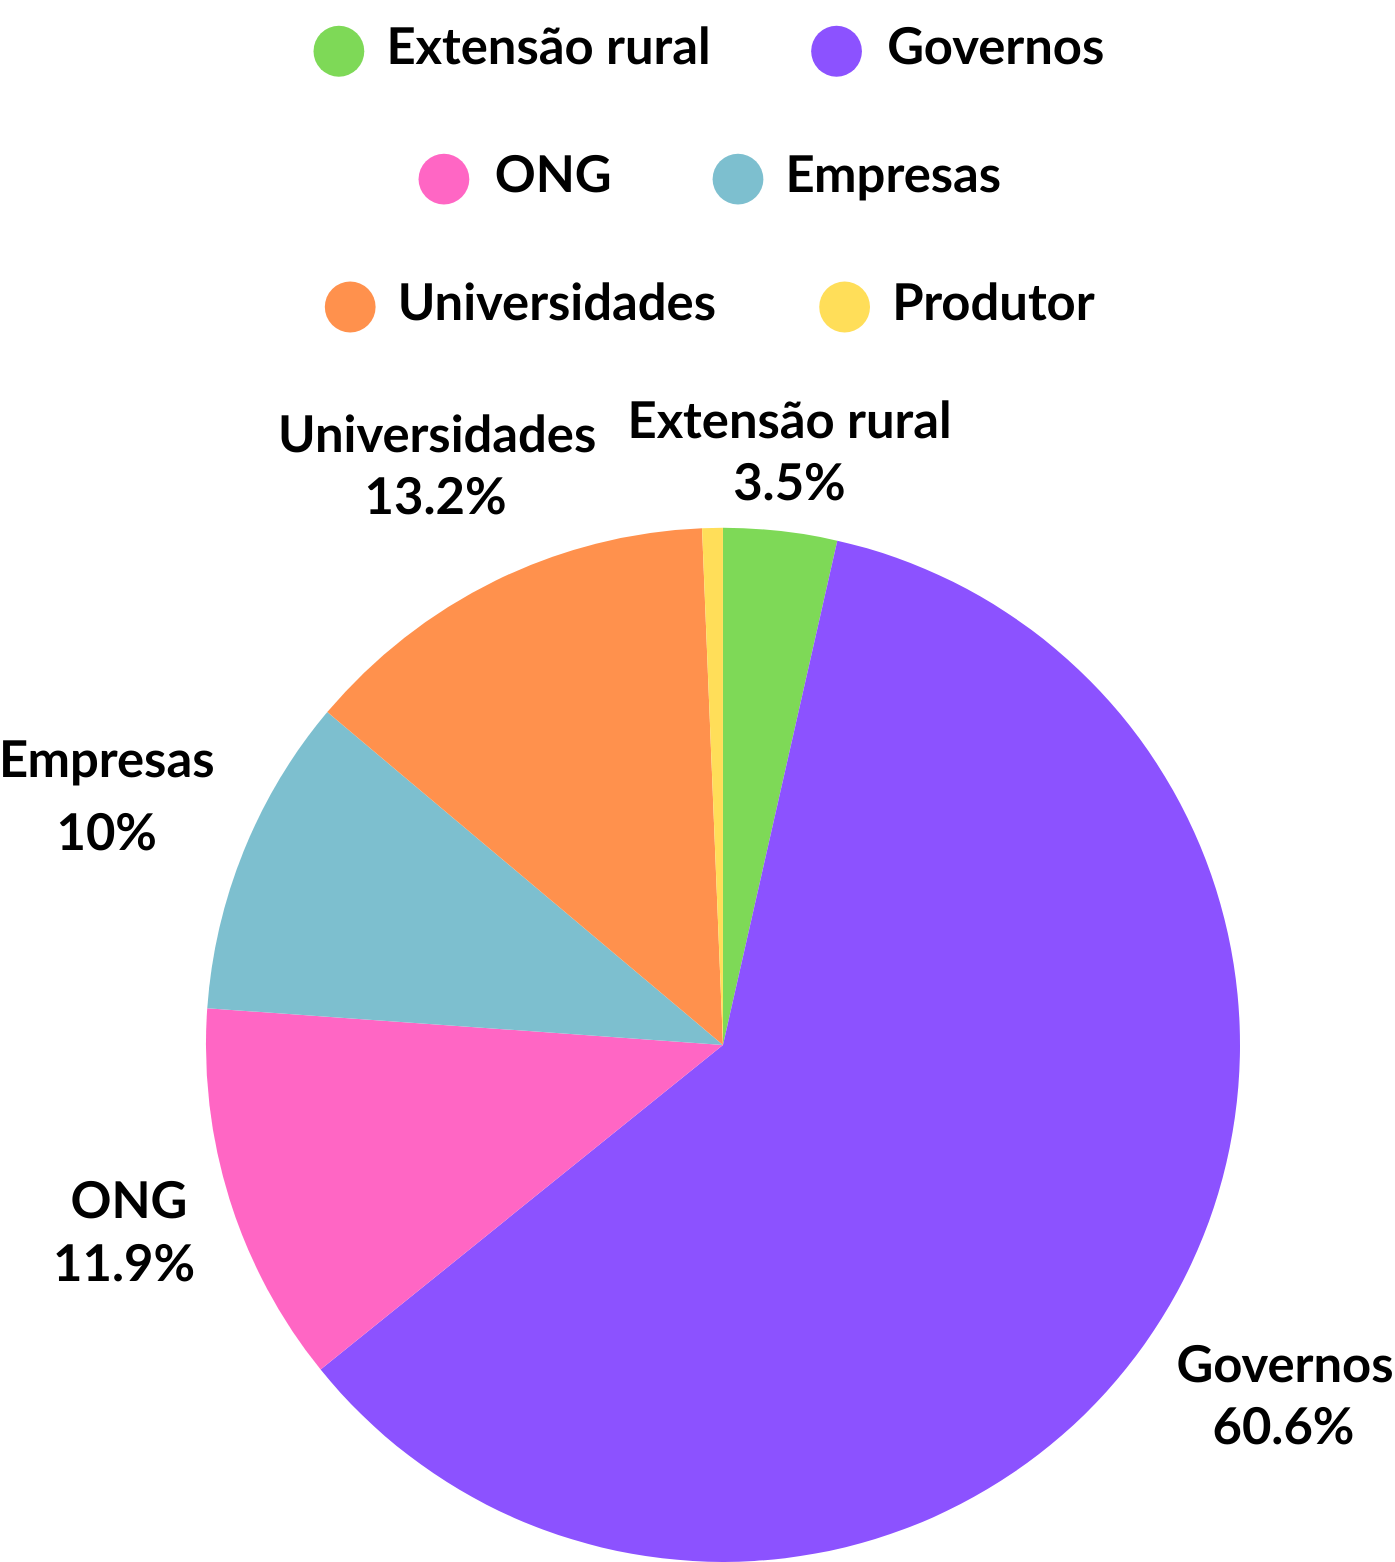 Extensão rural Governos
ONG Empresas
Universidades Produtor
Universidades
13.2%
Extensão rural
3.5%
Empresas
10%
ONG
11.9%
Governos
60.6%